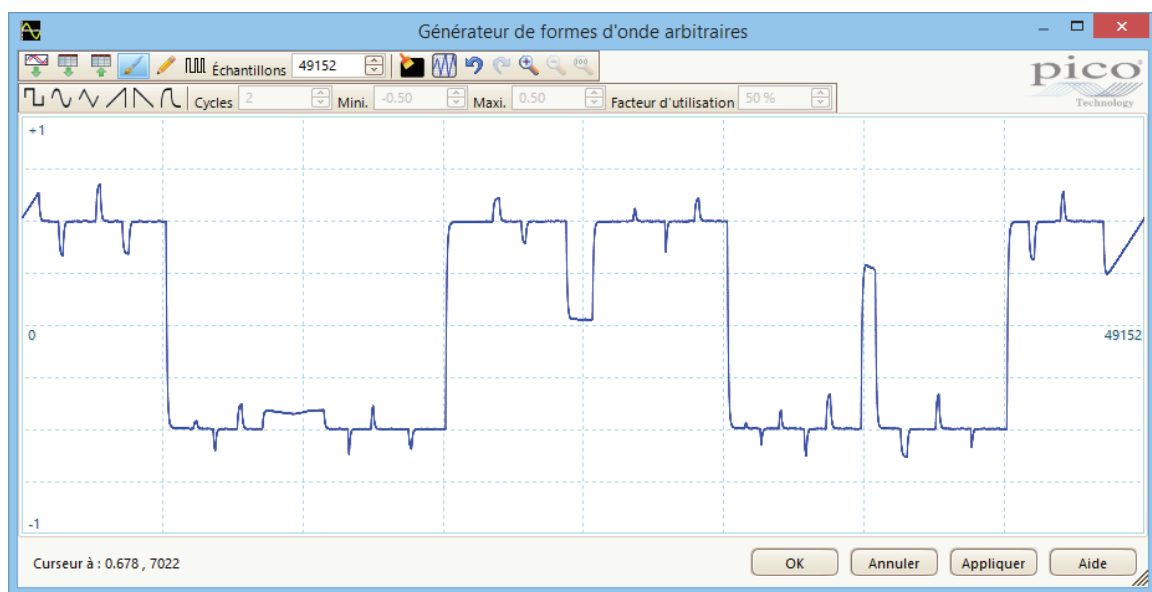 Générateur de formes d'onde arbitraires
Échantillons 49152
pico
Technology
Cycles 2 Mini. -0.50 Maxi. 0.50 Facteur d'utilisation 50 %
+1
0
49152
-1
Curseur à : 0.678 , 7022
OK Annuler Appliquer Aide